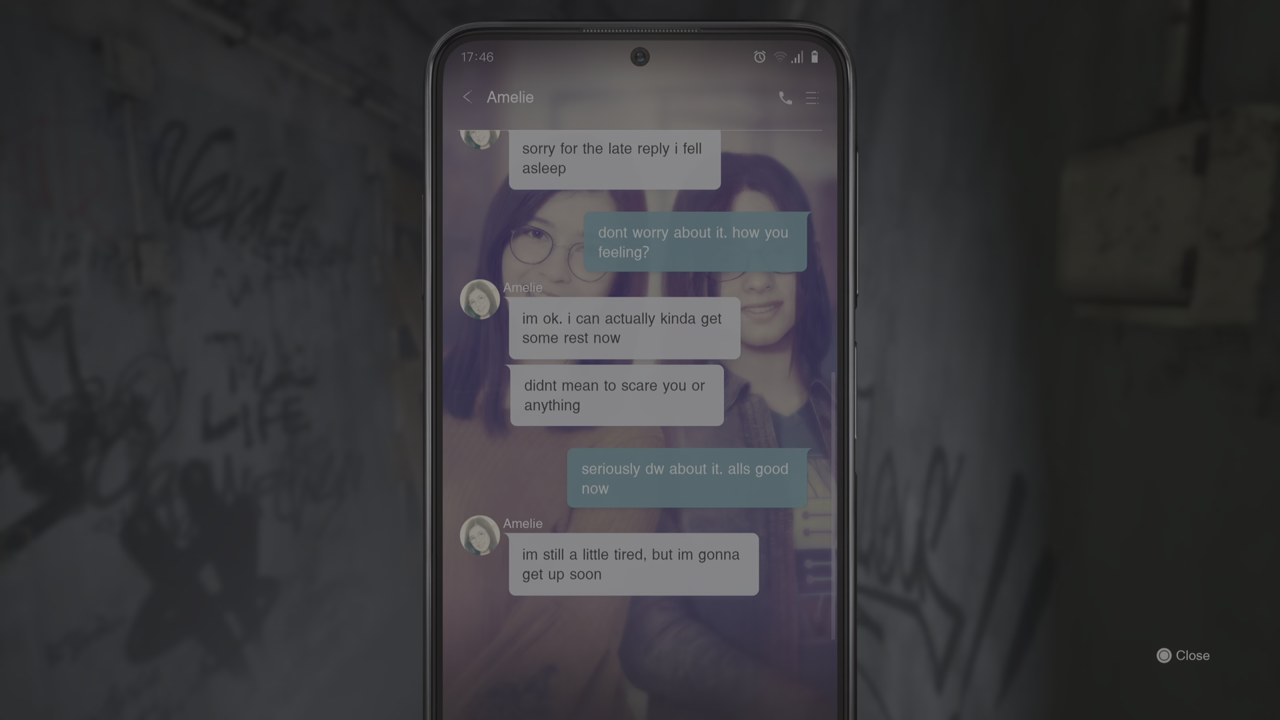 17:46
Amelie
sorry for the late reply i fell
asleep
dont worry about it. how you
feeling?
Amelie
im ok. i can actually kinda get
some rest now
didnt mean to scare you or
anything
seriously dw about it. alls good
now
Amelie
im still a little tired, but im gonna
get up soon
THE
LIFE
Close